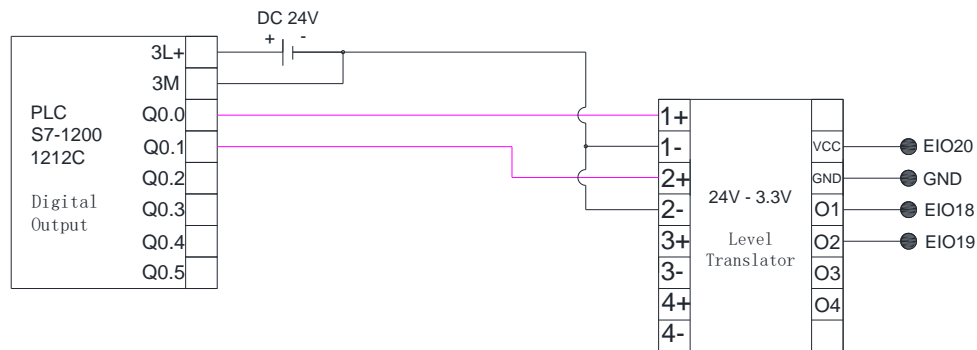 DC 24V
+ -
3L+
3M
PLC
S7-1200
1212C
Digital
Output
Q0.0
Q0.1
Q0.2
Q0.3
Q0.4
Q0.5
1+
1-
2+
2-
3+
3-
4+
4-
24V - 3.3V
Level
Translator
VCC
GND
O1
O2
O3
O4
EIO20
GND
EIO18
EIO19